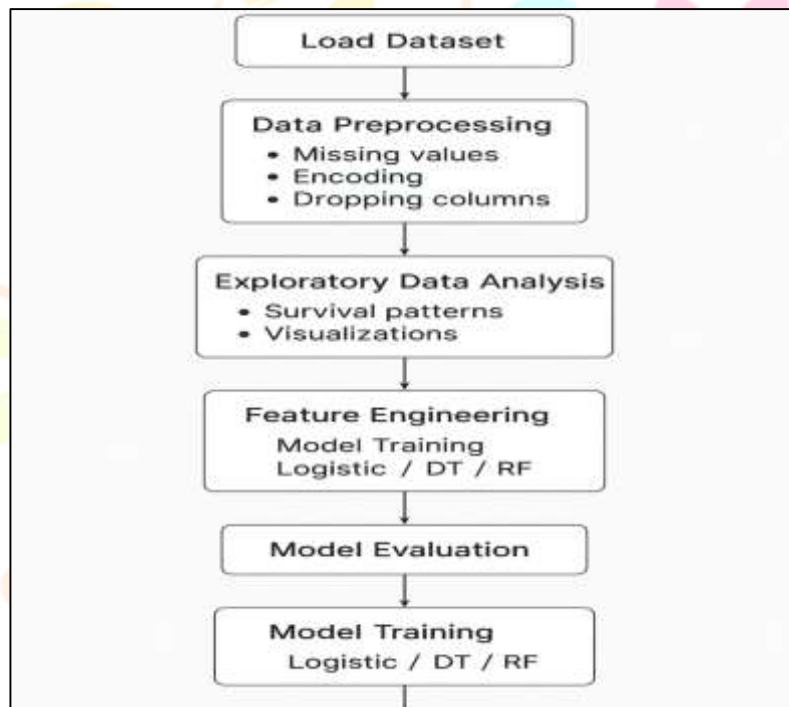 Load Dataset
Data Preprocessing
• Missing values
• Encoding
• Dropping columns
Exploratory Data Analysis
• Survival patterns
• Visualizations
Feature Engineering
Model Training
Logistic / DT / RF
Model Evaluation
Model Training
Logistic / DT / RF